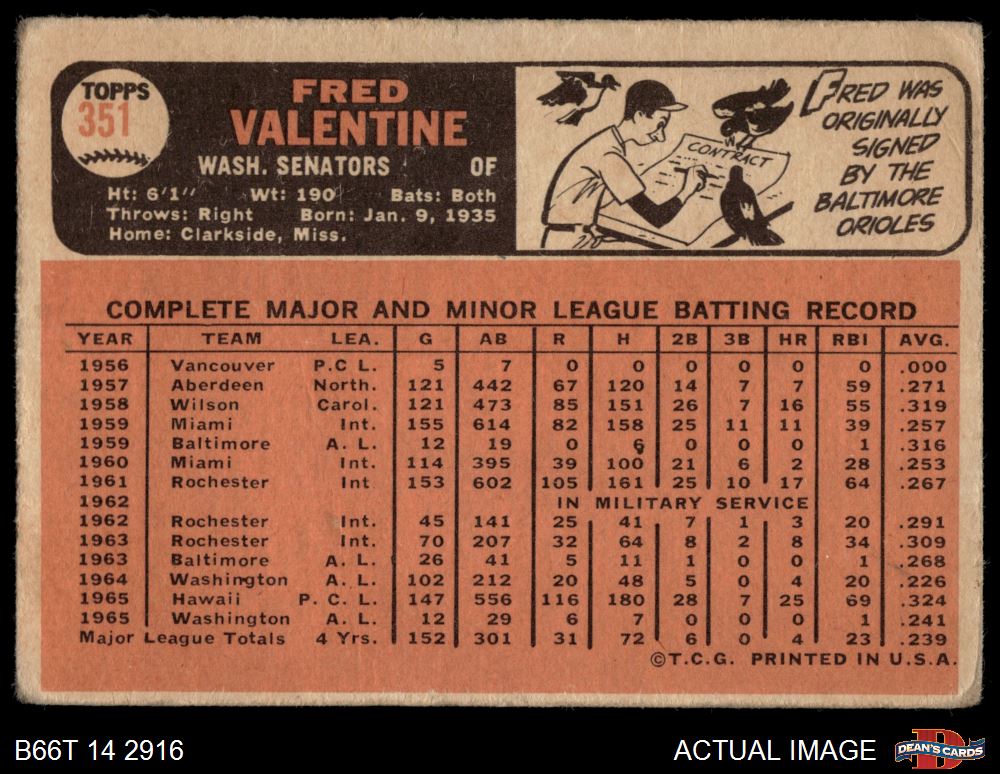 TOPPS
351
FRED
VALENTINE
WASH. SENATORS OF
Ht: 6'1" Wt: 190 Bats: Both
Throws: Right Born: Jan. 9, 1935
Home: Clarkside, Miss.
CONTRACT
FRED WAS
ORIGINALLY
SIGNED
BY THE
BALTIMORE
ORIOLES
COMPLETE MAJOR AND MINOR LEAGUE BATTING RECORD
YEAR TEAM LEA. G AB R H 2B 3B HR RBI AVG.
1956 Vancouver P.C L. 5 7 0 0 0 0 0 0 .000
1957 Aberdeen North. 121 442 67 120 14 7 7 59 .271
1958 Wilson Carol. 121 473 85 151 26 7 16 55 .319
1959 Miami Int. 155 614 82 158 25 11 11 39 .257
1959 Baltimore A. L. 12 19 0 6 0 0 0 1 .316
1960 Miami Int. 114 395 39 100 21 6 2 28 .253
1961 Rochester Int 153 602 105 161 25 10 17 64 .267
1962 IN MILITARY SERVICE
1962 Rochester Int. 45 141 25 41 7 1 3 20 .291
1963 Rochester Int. 70 207 32 64 8 2 8 34 .309
1963 Baltimore A. L. 26 41 5 11 1 0 0 1 .268
1964 Washington A. L. 102 212 20 48 5 0 4 20 .226
1965 Hawaii P. C. L. 147 556 116 180 28 7 25 69 .324
1965 Washington A. L. 12 29 6 7 0 0 0 1 .241
Major League Totals 4 Yrs. 152 301 31 72 6 0 4 23 .239
©T.C.G. PRINTED IN U.S.A.
B66T 14 2916
ACTUAL IMAGE
DEAN'S CARDS